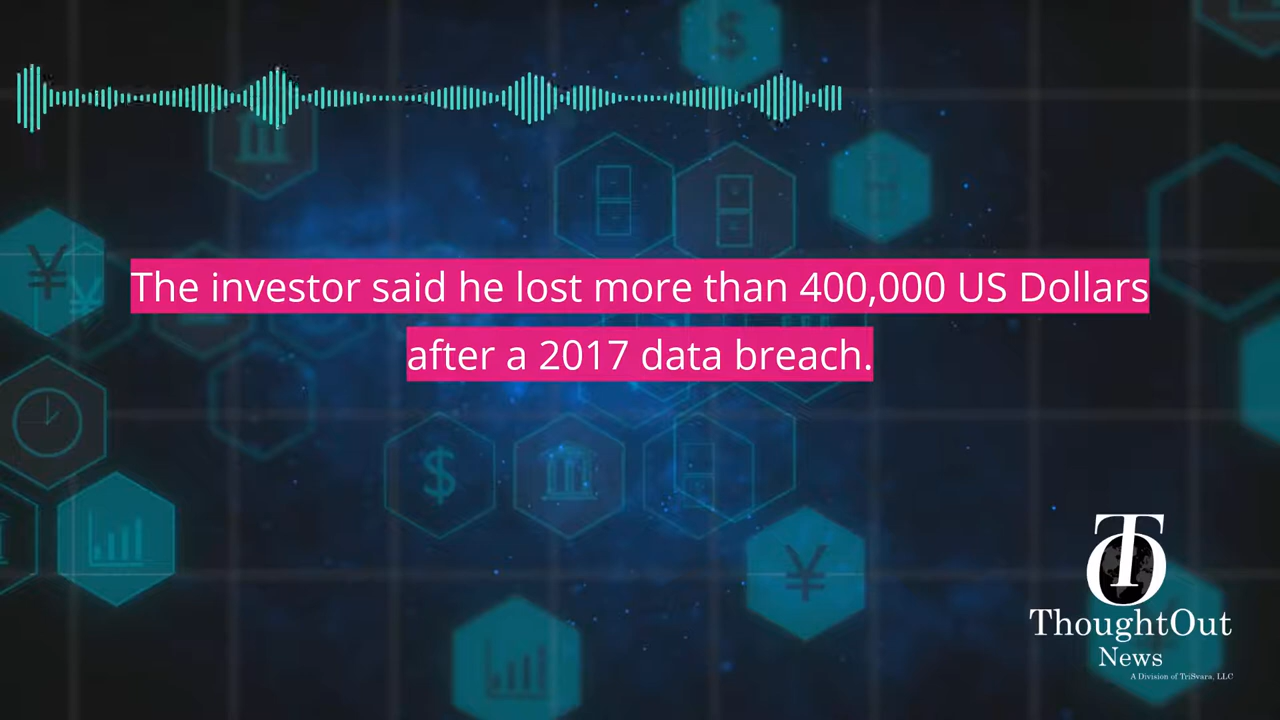 The investor said he lost more than 400,000 US Dollars
after a 2017 data breach.
ThoughtOut
News
A Division of TriSvara, LLC